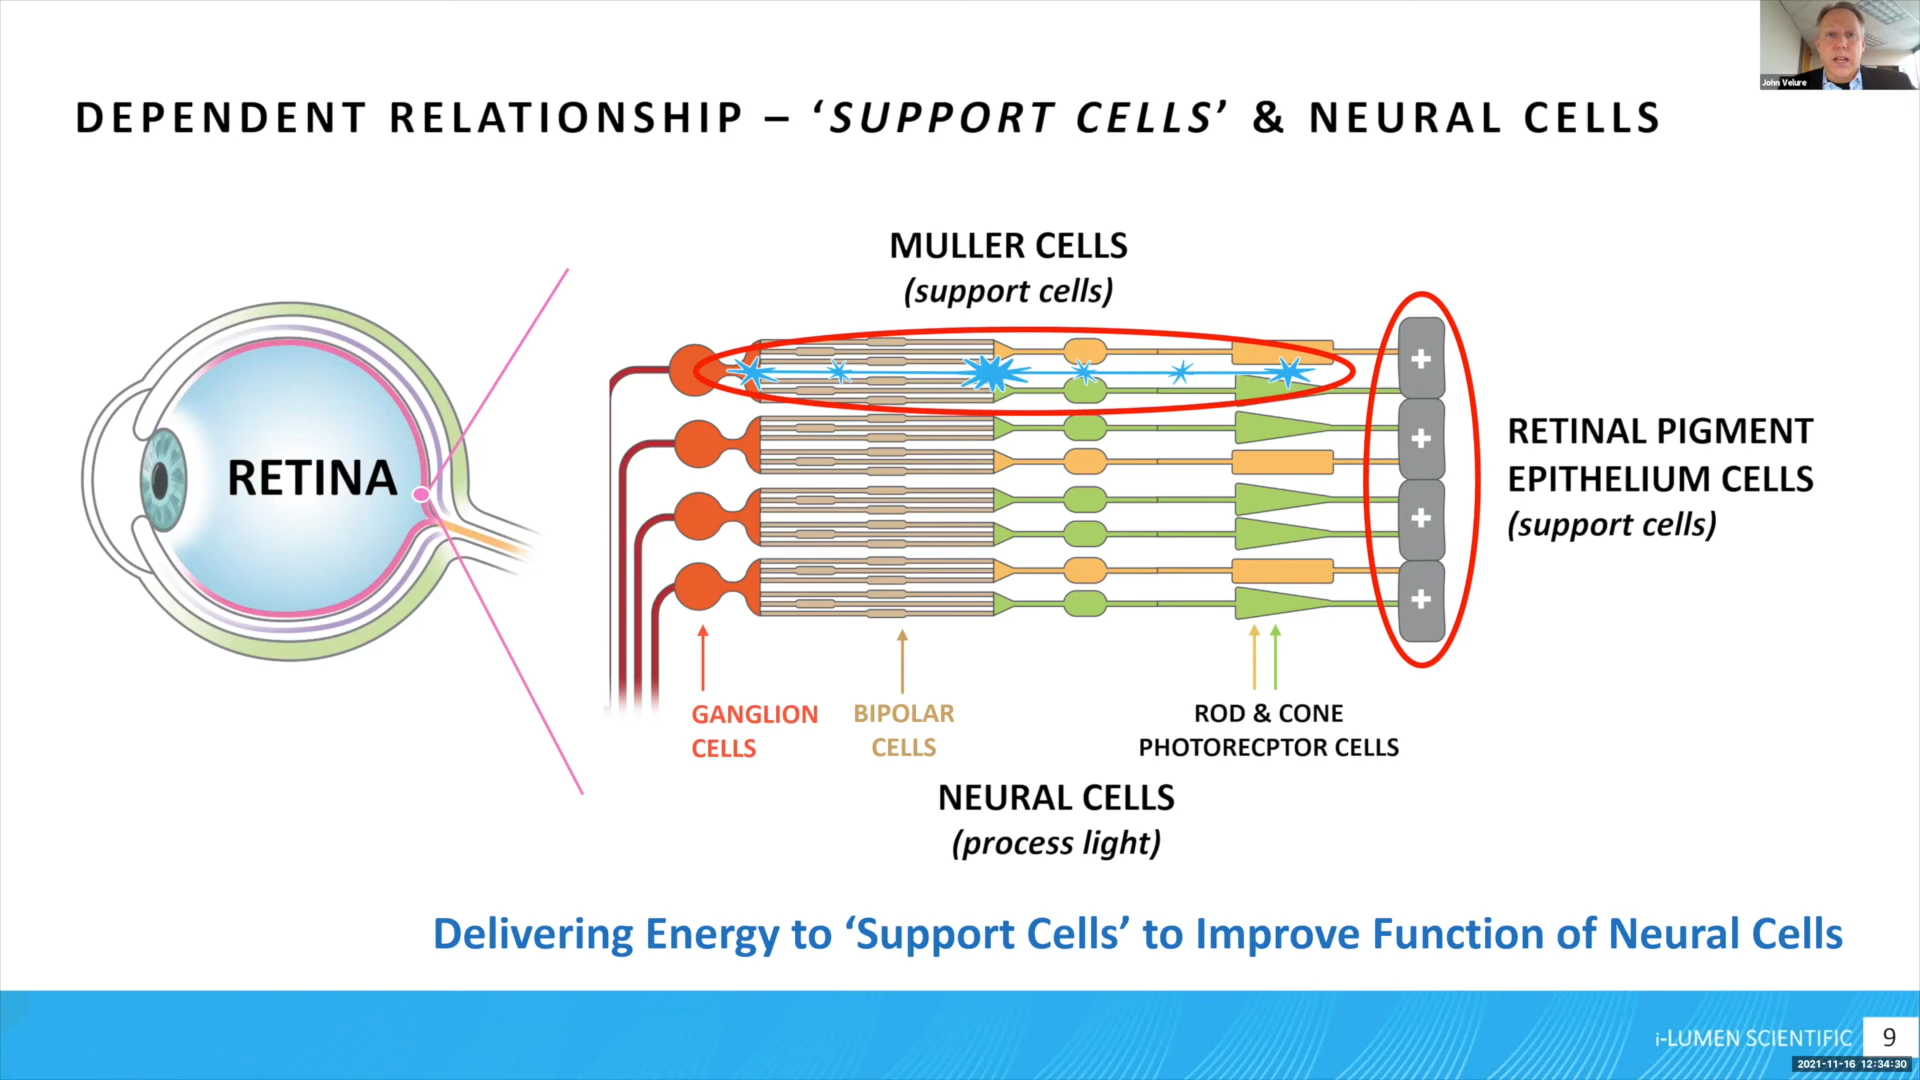 John Velure
DEPENDENT RELATIONSHIP – ‘SUPPORT CELLS’ & NEURAL CELLS
MULLER CELLS
(support cells)
RETINA
RETINAL PIGMENT
EPITHELIUM CELLS
(support cells)
GANGLION
CELLS
BIPOLAR
CELLS
ROD & CONE
PHOTORECPTOR CELLS
NEURAL CELLS
(process light)
Delivering Energy to ‘Support Cells’ to Improve Function of Neural Cells
i-LUMEN SCIENTIFIC
9
2021-11-16 12:34:30